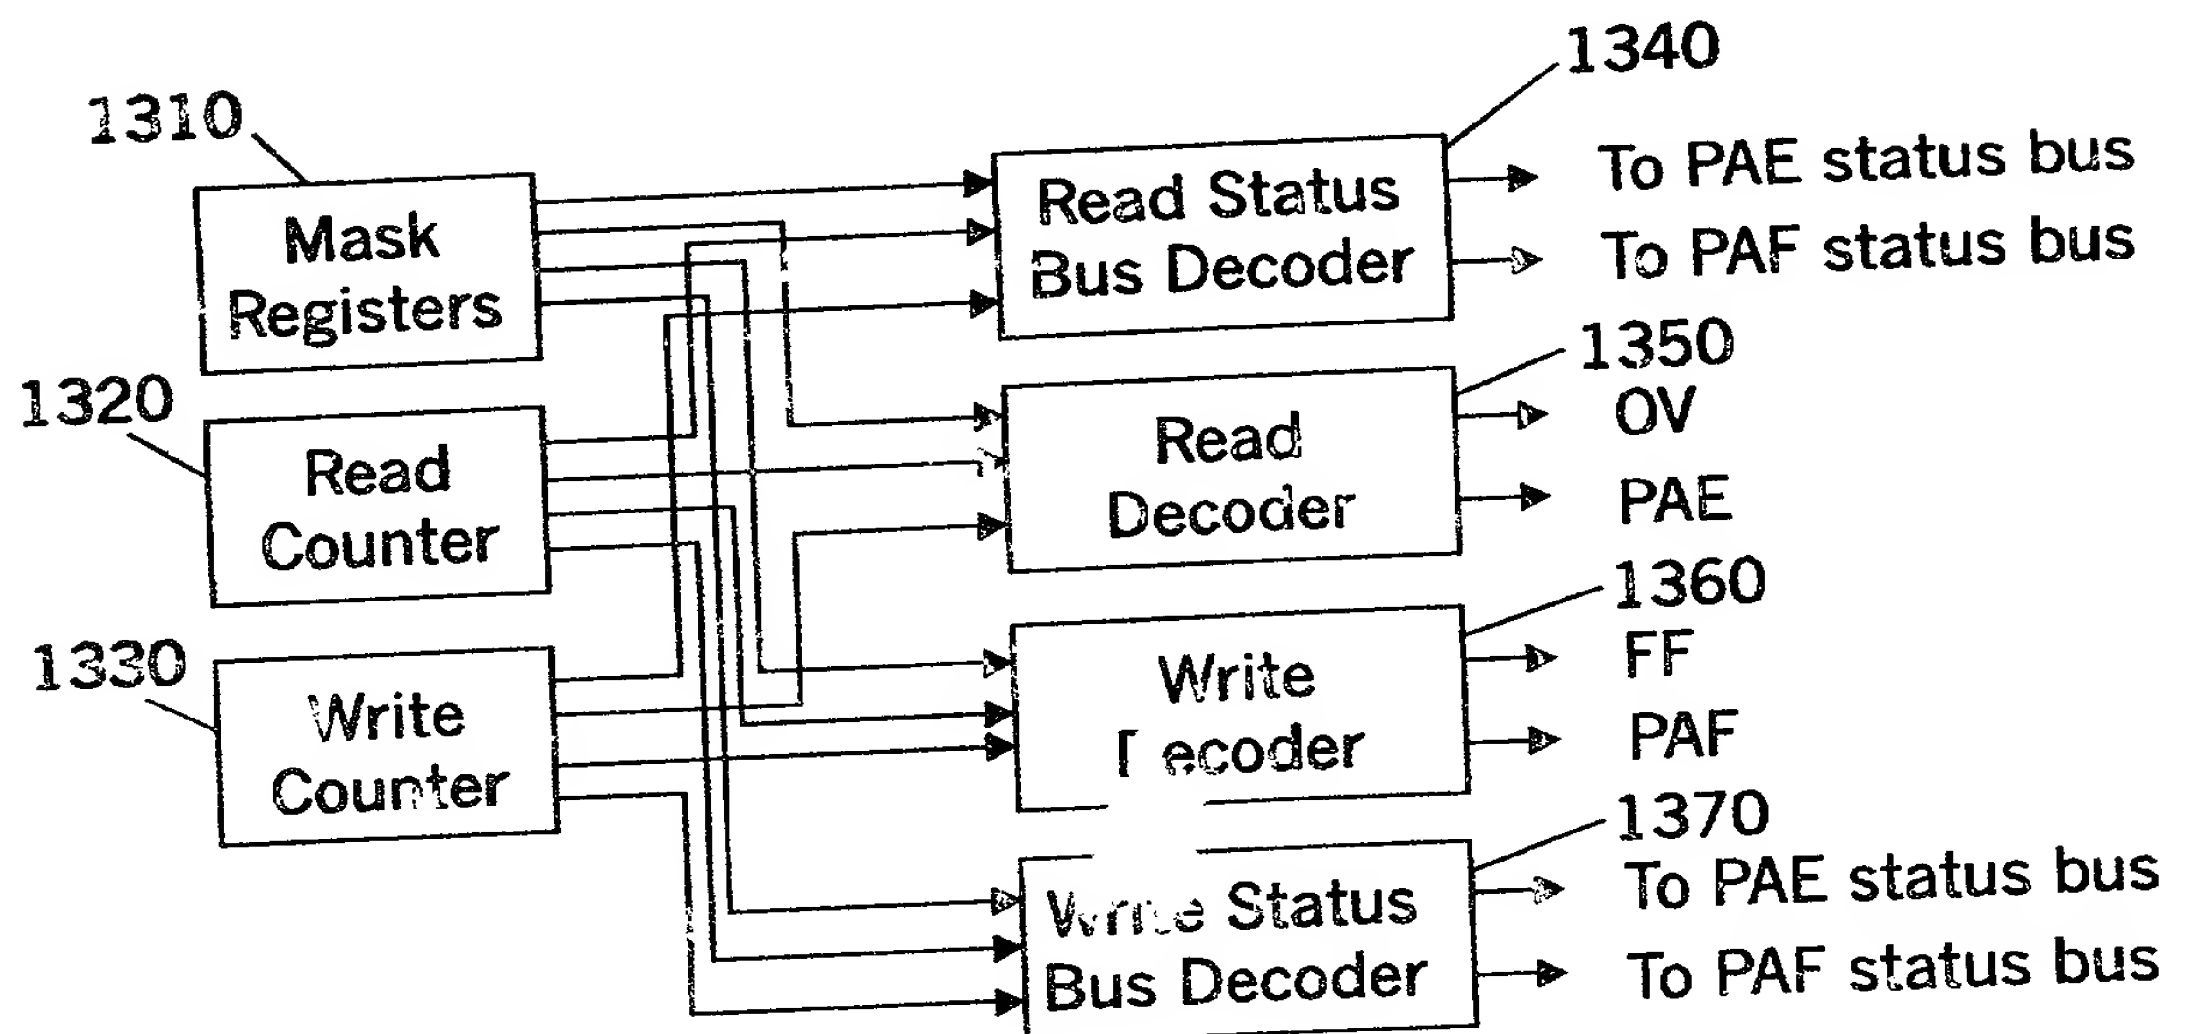 1340
1310
To PAE status bus
Read Status
Mask
To PAF status bus
Bus Decoder
Registers
1350
1320
OV
Read
Read
PAE
Decoder
Counter
1360
1330
FF
Write
Write
PAF
Decoder
Counter
1370
To PAE status bus
Write Status
To PAF status bus
Bus Decoder